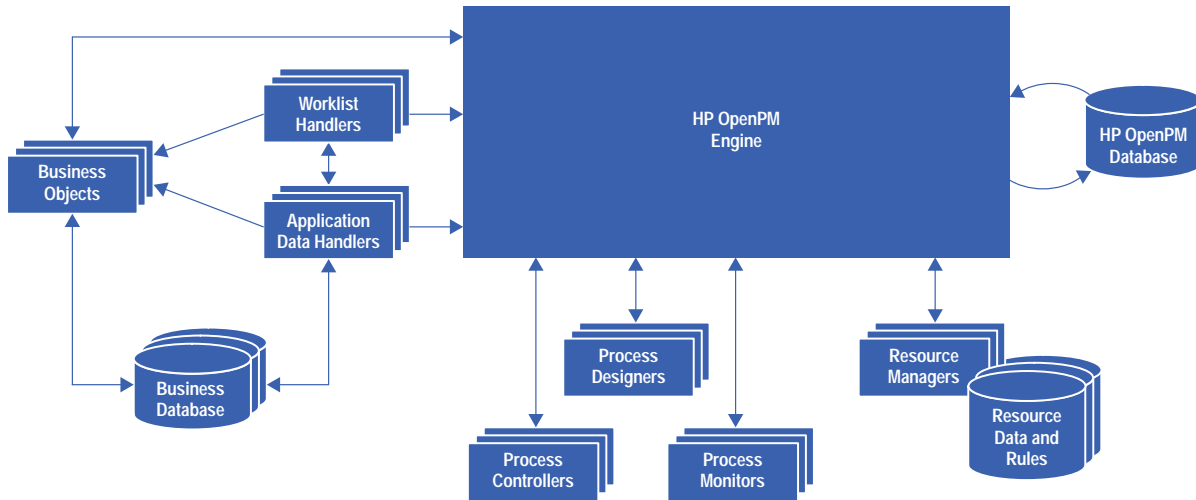 Worklist
Handlers
HP OpenPM
Engine
HP OpenPM
Database
Business
Objects
Application
Data Handlers
Process
Designers
Resource
Managers
Business
Database
Resource
Data and
Rules
Process
Controllers
Process
Monitors